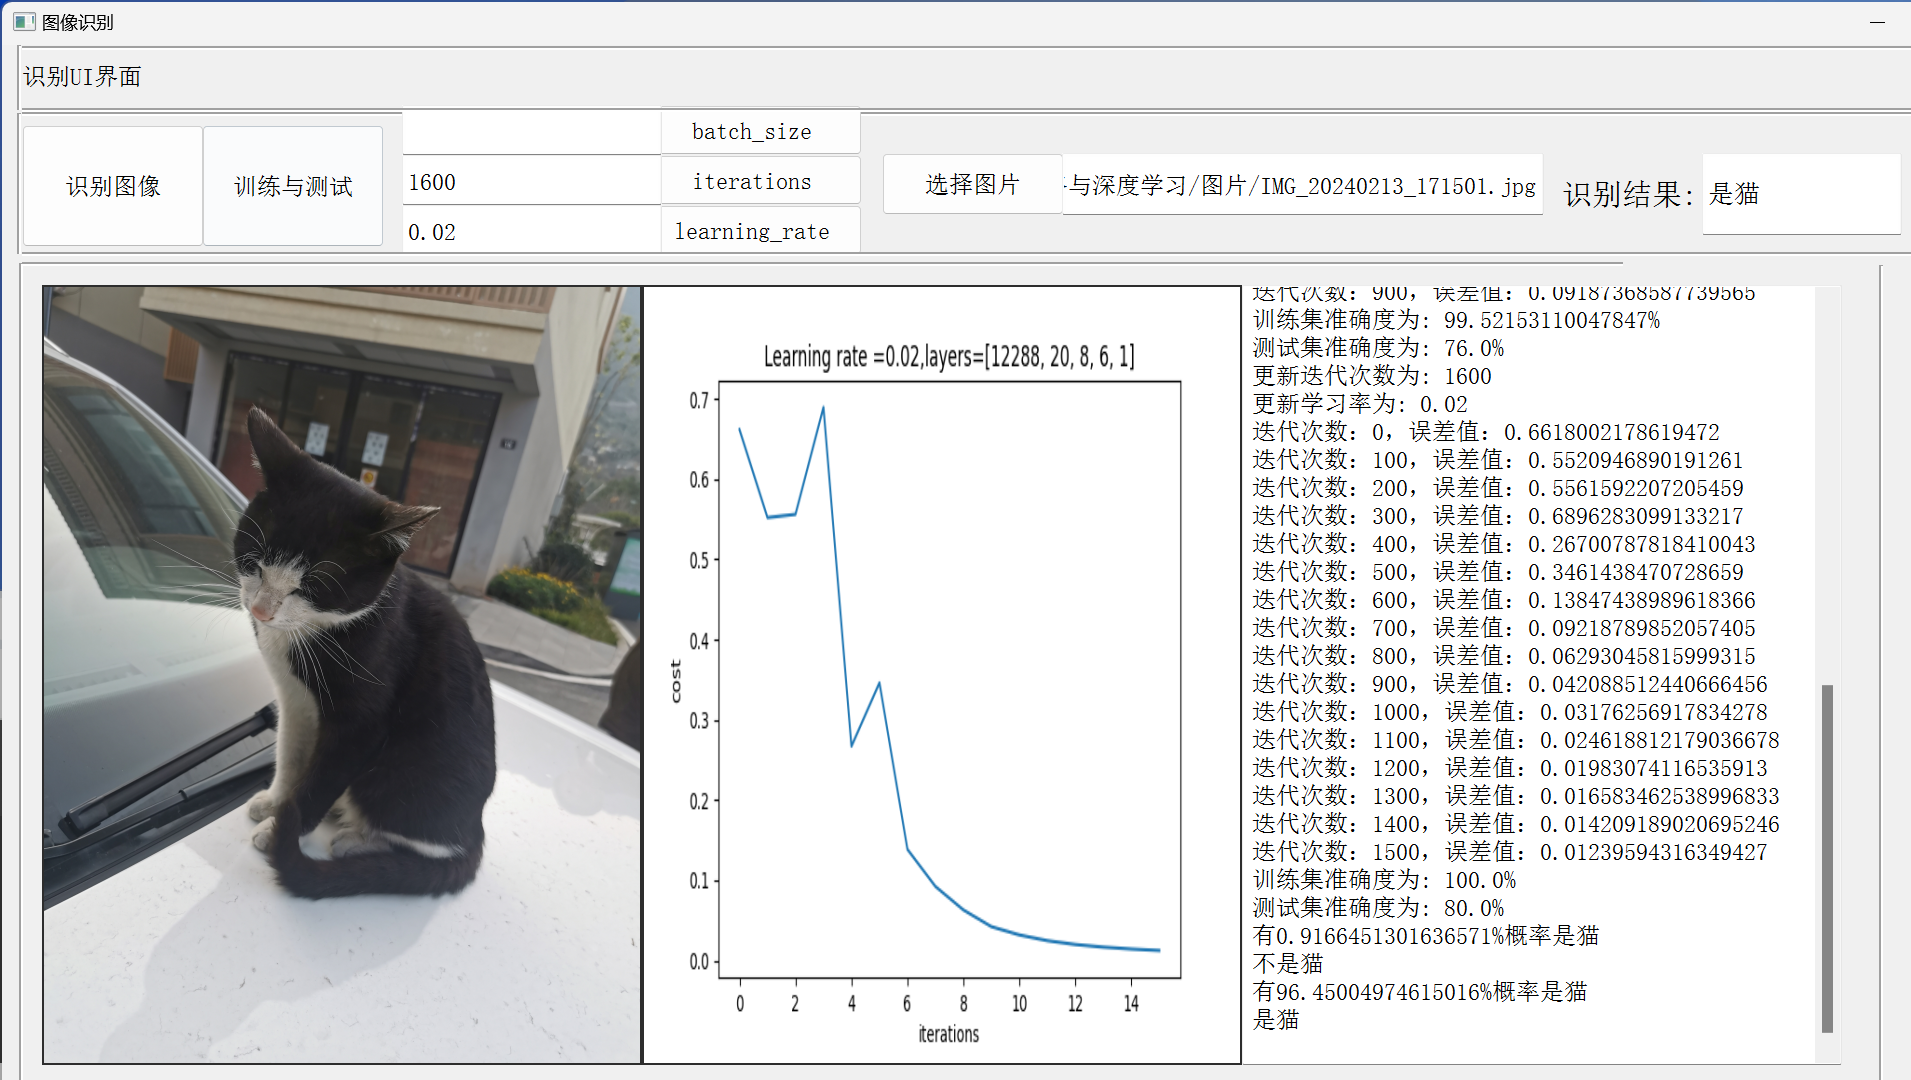 图像识别
识别UI界面
识别图像
训练与测试
batch_size
1600
iterations
0.02
learning_rate
选择图片
与深度学习/图片/IMG_20240213_171501.jpg
识别结果:
是猫
Learning rate =0.02,layers=[12288, 20, 8, 6, 1]
0.7
0.6
0.5
0.4
0.3
0.2
0.1
0.0
cost
0 2 4 6 8 10 12 14
iterations
迭代次数: 900, 误差值: 0.09187368587739565
训练集准确度为: 99.52153110047847%
测试集准确度为: 76.0%
更新迭代次数为: 1600
更新学习率为: 0.02
迭代次数: 0, 误差值: 0.6618002178619472
迭代次数: 100, 误差值: 0.5520946890191261
迭代次数: 200, 误差值: 0.5561592207205459
迭代次数: 300, 误差值: 0.6896283099133217
迭代次数: 400, 误差值: 0.26700787818410043
迭代次数: 500, 误差值: 0.3461438470728659
迭代次数: 600, 误差值: 0.13847438989618366
迭代次数: 700, 误差值: 0.09218789852057405
迭代次数: 800, 误差值: 0.06293045815999315
迭代次数: 900, 误差值: 0.042088512440666456
迭代次数: 1000, 误差值: 0.03176256917834278
迭代次数: 1100, 误差值: 0.024618812179036678
迭代次数: 1200, 误差值: 0.01983074116535913
迭代次数: 1300, 误差值: 0.016583462538996833
迭代次数: 1400, 误差值: 0.014209189020695246
迭代次数: 1500, 误差值: 0.01239594316349427
训练集准确度为: 100.0%
测试集准确度为: 80.0%
有0.9166451301636571%概率是猫
不是猫
有96.45004974615016%概率是猫
是猫